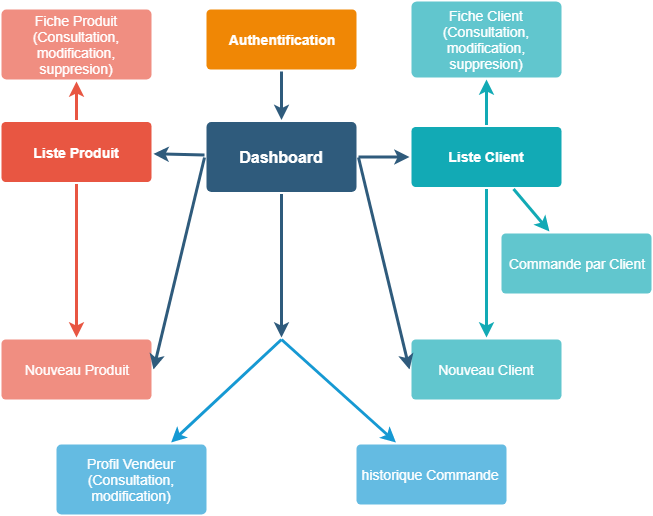 Fiche Produit
(Consultation,
modification,
suppresion)
Authentification
Fiche Client
(Consultation,
modification,
suppresion)
Liste Produit
Dashboard
Liste Client
Commande par Client
Nouveau Produit
Nouveau Client
Profil Vendeur
(Consultation,
modification)
historique Commande